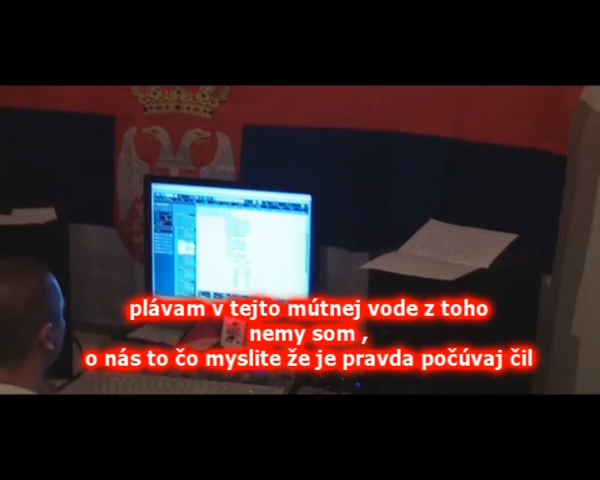 plávam v tejto mútnej vode z toho
nemy som ,
o nás to čo myslite že je pravda počúvaj čil